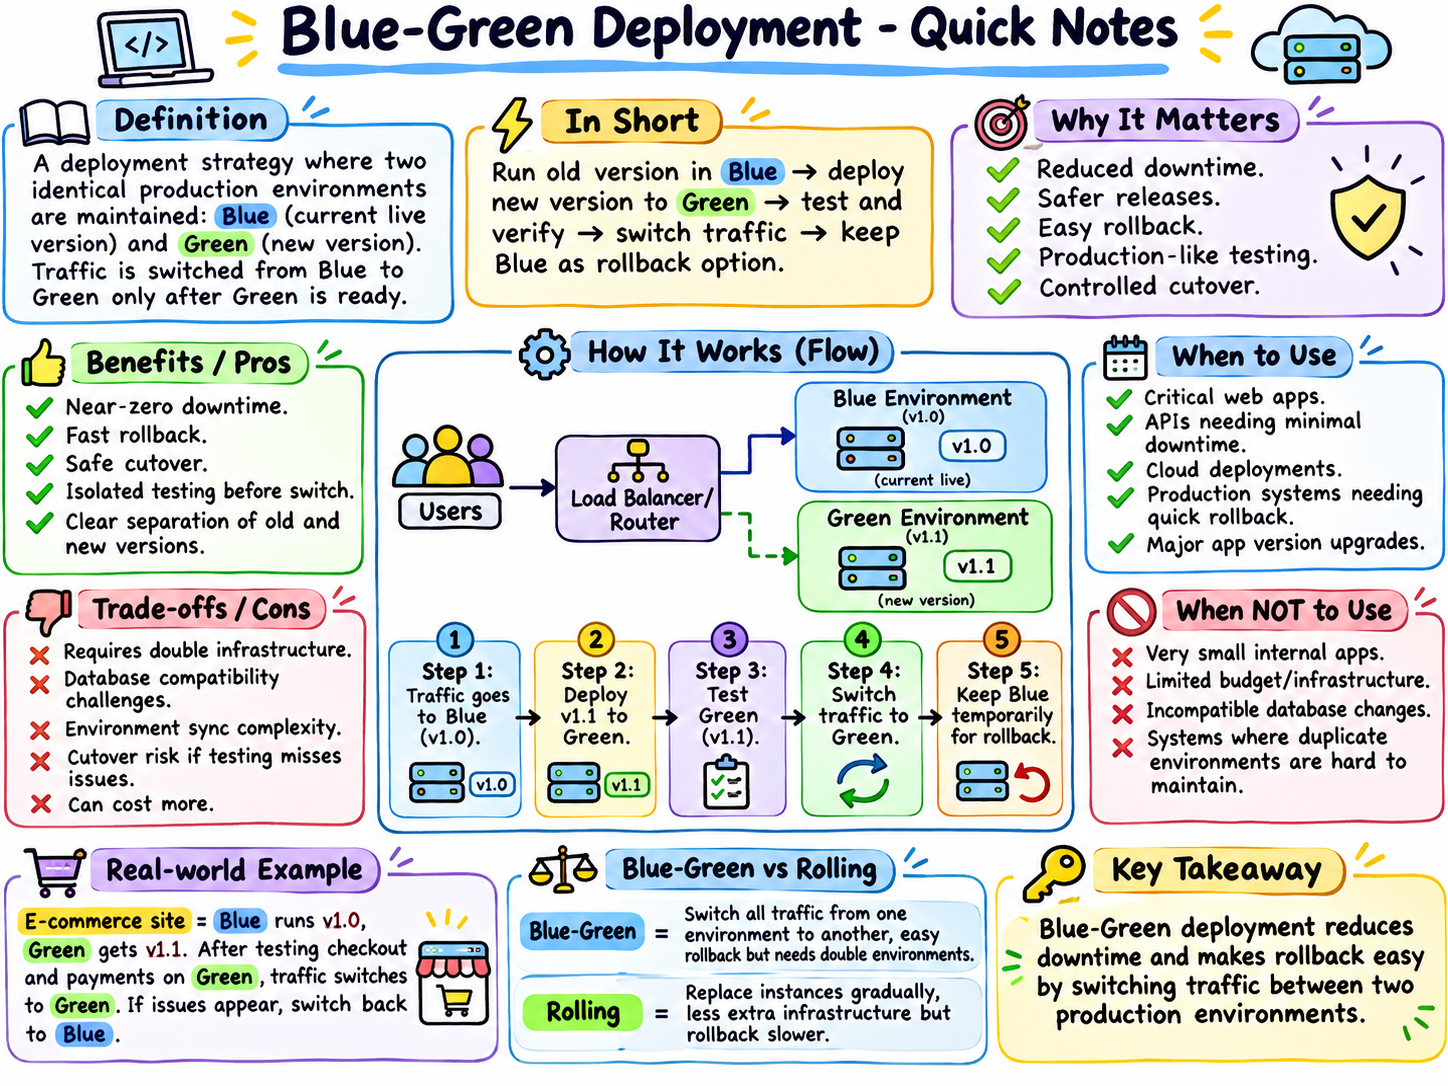 </>
Blue-Green Deployment - Quick Notes
Definition
A deployment strategy where two
identical production environments
are maintained: Blue (current live
version) and Green (new version).
Traffic is switched from Blue to
Green only after Green is ready.
In Short
Run old version in Blue → deploy
new version to Green → test and
verify → switch traffic → keep
Blue as rollback option.
Why It Matters
Reduced downtime.
Safer releases.
Easy rollback.
Production-like testing.
Controlled cutover.
Benefits / Pros
Near-zero downtime.
Fast rollback.
Safe cutover.
Isolated testing before switch.
Clear separation of old and
new versions.
How It Works (Flow)
Users
Load Balancer/
Router
Blue Environment
(v1.0)
v1.0
(current live)
Green Environment
(v1.1)
v1.1
(new version)
1
Step 1:
Traffic goes
to Blue
(v1.0).
v1.0
2
Step 2:
Deploy
v1.1 to
Green.
v1.1
3
Step 3:
Test
Green
(v1.1).
4
Step 4:
Switch
traffic to
Green.
5
Step 5:
Keep Blue
temporarily
for rollback.
When to Use
Critical web apps.
APIs needing minimal
downtime.
Cloud deployments.
Production systems needing
quick rollback.
Major app version upgrades.
Trade-offs / Cons
Requires double infrastructure.
Database compatibility
challenges.
Environment sync complexity.
Cutover risk if testing misses
issues.
Can cost more.
When NOT to Use
Very small internal apps.
Limited budget/infrastructure.
Incompatible database changes.
Systems where duplicate
environments are hard to
maintain.
Real-world Example
E-commerce site = Blue runs v1.0,
Green gets v1.1. After testing checkout
and payments on Green, traffic switches
to Green. If issues appear, switch back
to Blue.
Blue-Green vs Rolling
Blue-Green = Switch all traffic from one
environment to another, easy
rollback but needs double environments.
Rolling = Replace instances gradually,
less extra infrastructure but
rollback slower.
Key Takeaway
Blue-Green deployment reduces
downtime and makes rollback easy
by switching traffic between two
production environments.